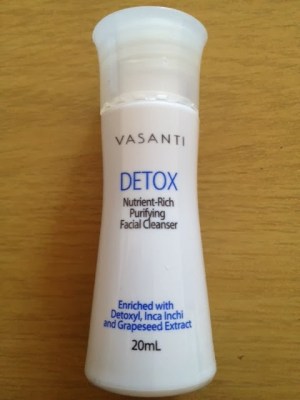 VASANTI
DETOX
Nutrient-Rich
Purifying
Facial Cleanser
Enriched with
Detoxyl, Inca Inchi
and Grapeseed Extract
20mL